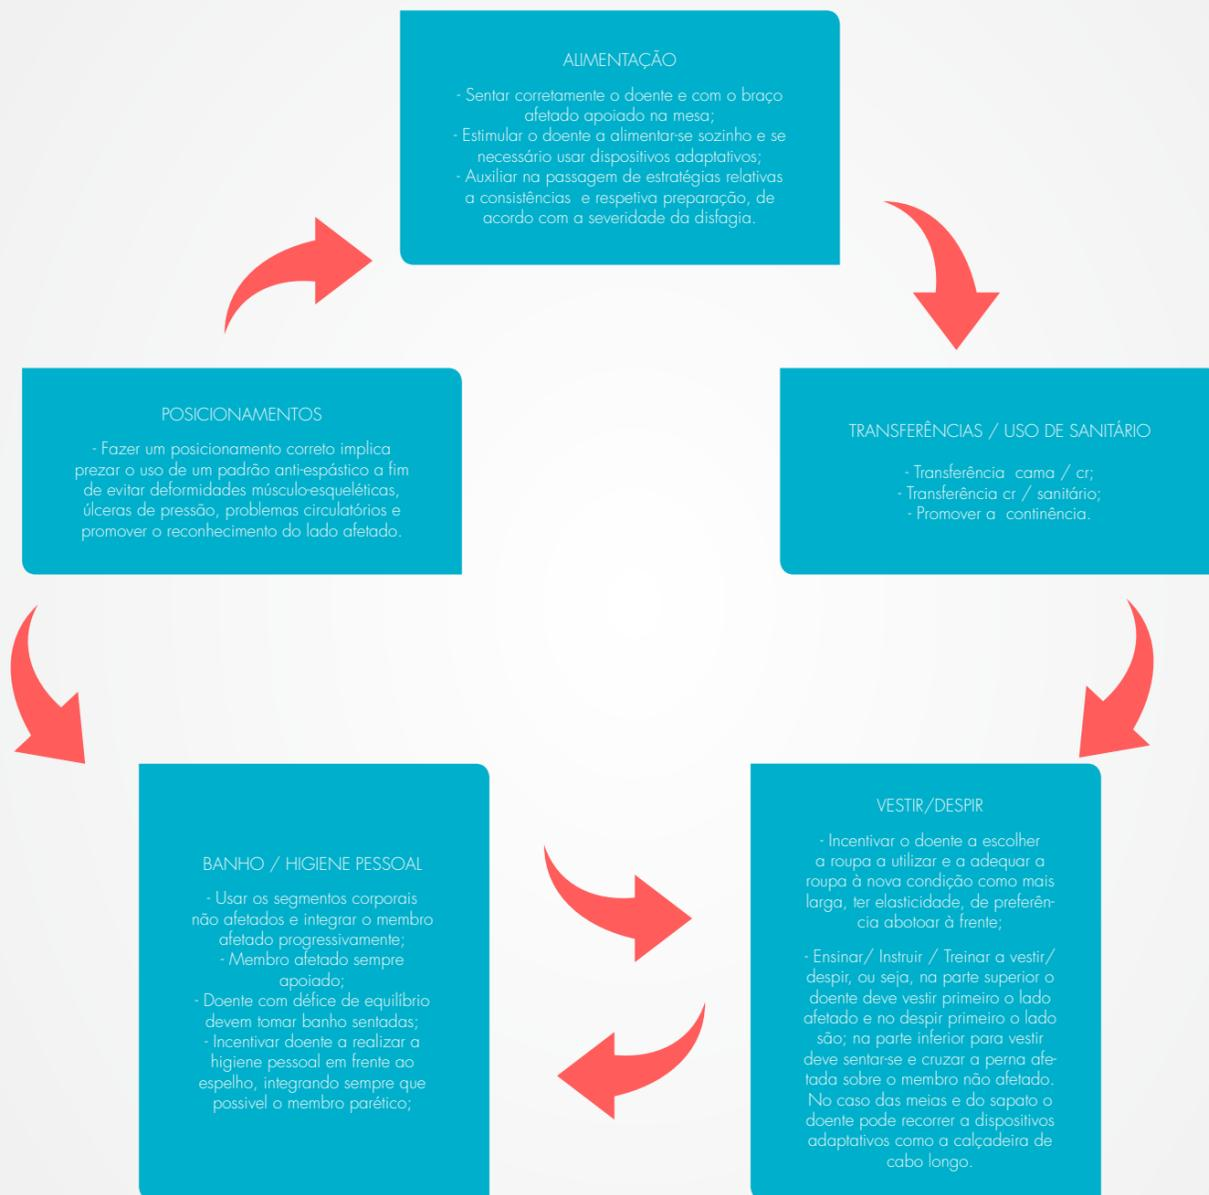 ALIMENTAÇÃO
- Sentar corretamente o doente e com o braço
afetado apoiado na mesa;
- Estimular o doente a alimentar-se sozinho e se
necessário usar dispositivos adaptativos;
- Auxiliar na passagem de estratégias relativas
a consistências e respetiva preparação, de
acordo com a severidade da disfagia.
POSICIONAMENTOS
- Fazer um posicionamento correto implica
prezar o uso de um padrão anti-espástico a fim
de evitar deformidades músculo-esqueléticas,
úlceras de pressão, problemas circulatórios e
promover o reconhecimento do lado afetado.
TRANSFERÊNCIAS / USO DE SANITÁRIO
- Transferência cama / cr;
- Transferência cr / sanitário;
- Promover a continência.
BANHO / HIGIENE PESSOAL
- Usar os segmentos corporais
não afetados e integrar o membro
afetado progressivamente;
- Membro afetado sempre
apoiado;
- Doente com défice de equilíbrio
devem tomar banho sentadas;
- Incentivar doente a realizar a
higiene pessoal em frente ao
espelho, integrando sempre que
possivel o membro parético;
VESTIR/DESPIR
- Incentivar o doente a escolher
a roupa a utilizar e a adequar a
roupa à nova condição como mais
larga, ter elasticidade, de preferên-
cia abotoar à frente;
- Ensinar/ Instruir / Treinar a vestir/
despir, ou seja, na parte superior o
doente deve vestir primeiro o lado
afetado e no despir primeiro o lado
são; na parte inferior para vestir
deve sentar-se e cruzar a perna afe-
tada sobre o membro não afetado.
No caso das meias e do sapato o
doente pode recorrer a dispositivos
adaptativos como a calçadeira de
cabo longo.